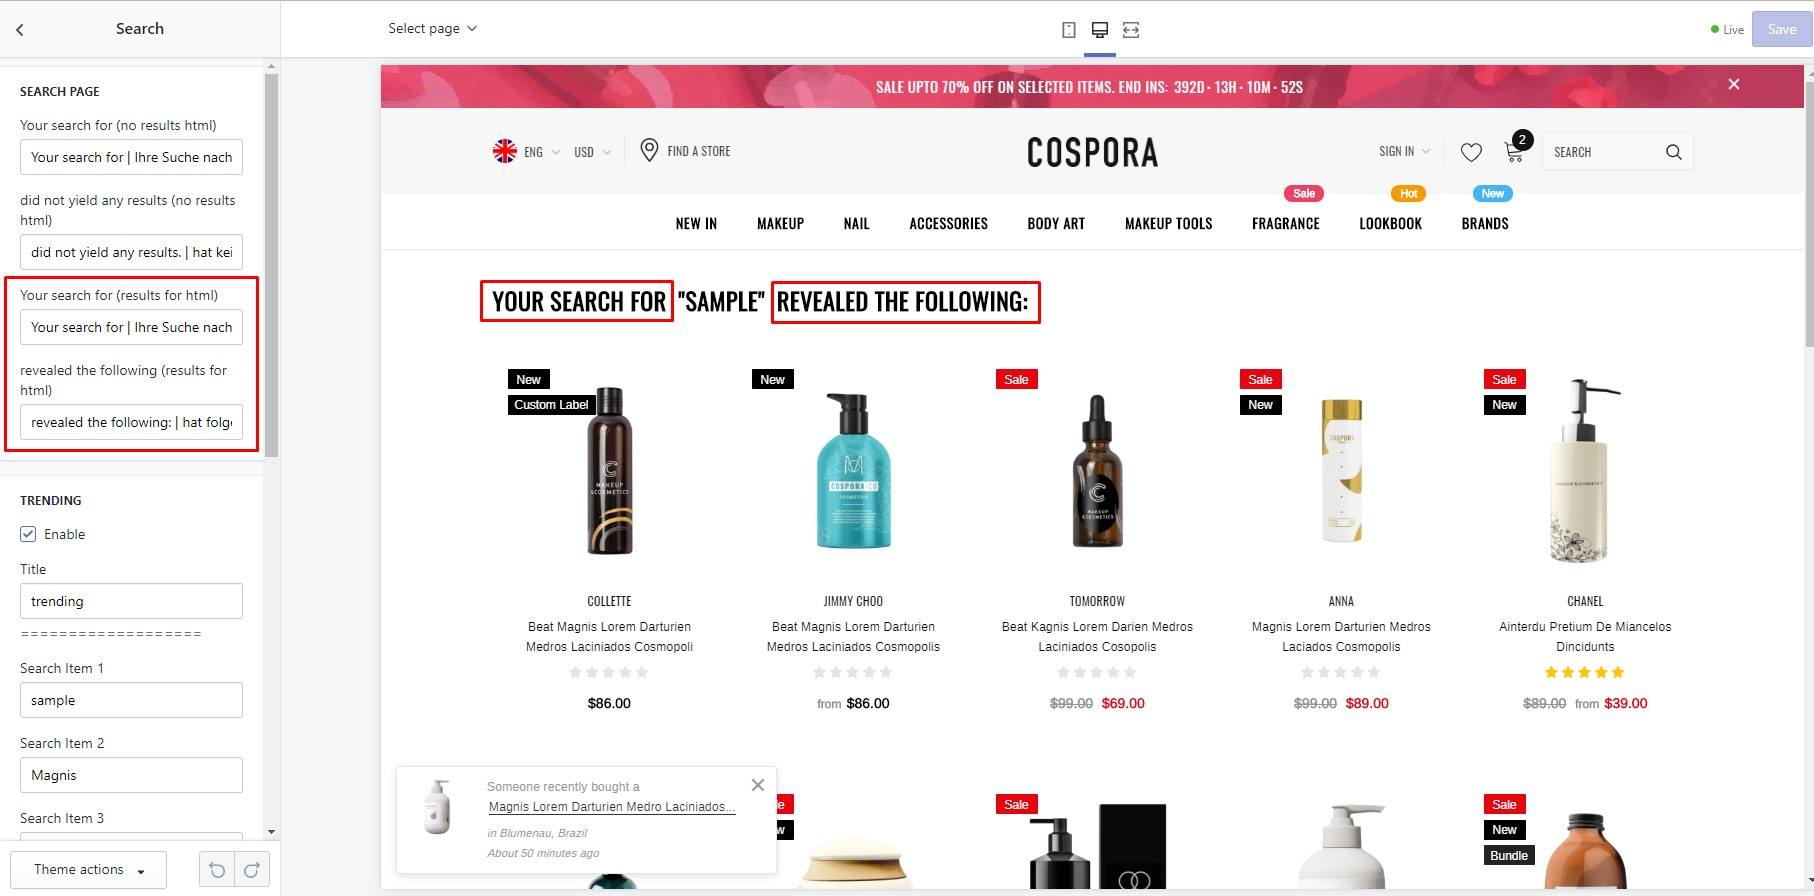 Search
Select page
Live
Save
SEARCH PAGE
Your search for (no results html)
Your search for | Ihre Suche nach
did not yield any results (no results
html)
did not yield any results. | hat kei
Your search for (results for html)
Your search for | Ihre Suche nach
revealed the following (results for
html)
revealed the following: | hat folg
TRENDING
Enable
Title
trending
===================
Search Item 1
sample
Search Item 2
Magnis
Search Item 3
Theme actions
SALE UPTO 70% OFF ON SELECTED ITEMS. END INS: 392D · 13H · 10M · 52S
ENG USD FIND A STORE
COSPORA
SIGN IN
2
SEARCH
Sale Hot New
NEW IN MAKEUP NAIL ACCESSORIES BODY ART MAKEUP TOOLS FRAGRANCE LOOKBOOK BRANDS
YOUR SEARCH FOR "SAMPLE" REVEALED THE FOLLOWING:
New
Custom Label
MAKEUP
&COSMETICS
COLLETTE
Beat Magnis Lorem Darturien
Medros Laciniados Cosmopoli
$86.00
New
COSPORA·CO
JIMMY CHOO
Beat Magnis Lorem Darturien
Medros Laciniados Cosmopolis
from $86.00
Sale
MAKEUP
&COSMETICS
TOMORROW
Beat Kagnis Lorem Darien Medros
Laciniados Cosopolis
$99.00 $69.00
Sale
New
COSPORA
ANNA
Magnis Lorem Darturien Medros
Laciados Cosmopolis
$99.00 $89.00
Sale
New
MAKEUP & COSMETICS
CHANEL
Ainterdu Pretium De Miancelos
Dincidunts
$89.00 from $39.00
Someone recently bought a
Magnis Lorem Darturien Medro Laciniados...
in Blumenau, Brazil
About 50 minutes ago
le
w
Sale
Sale
New
Bundle